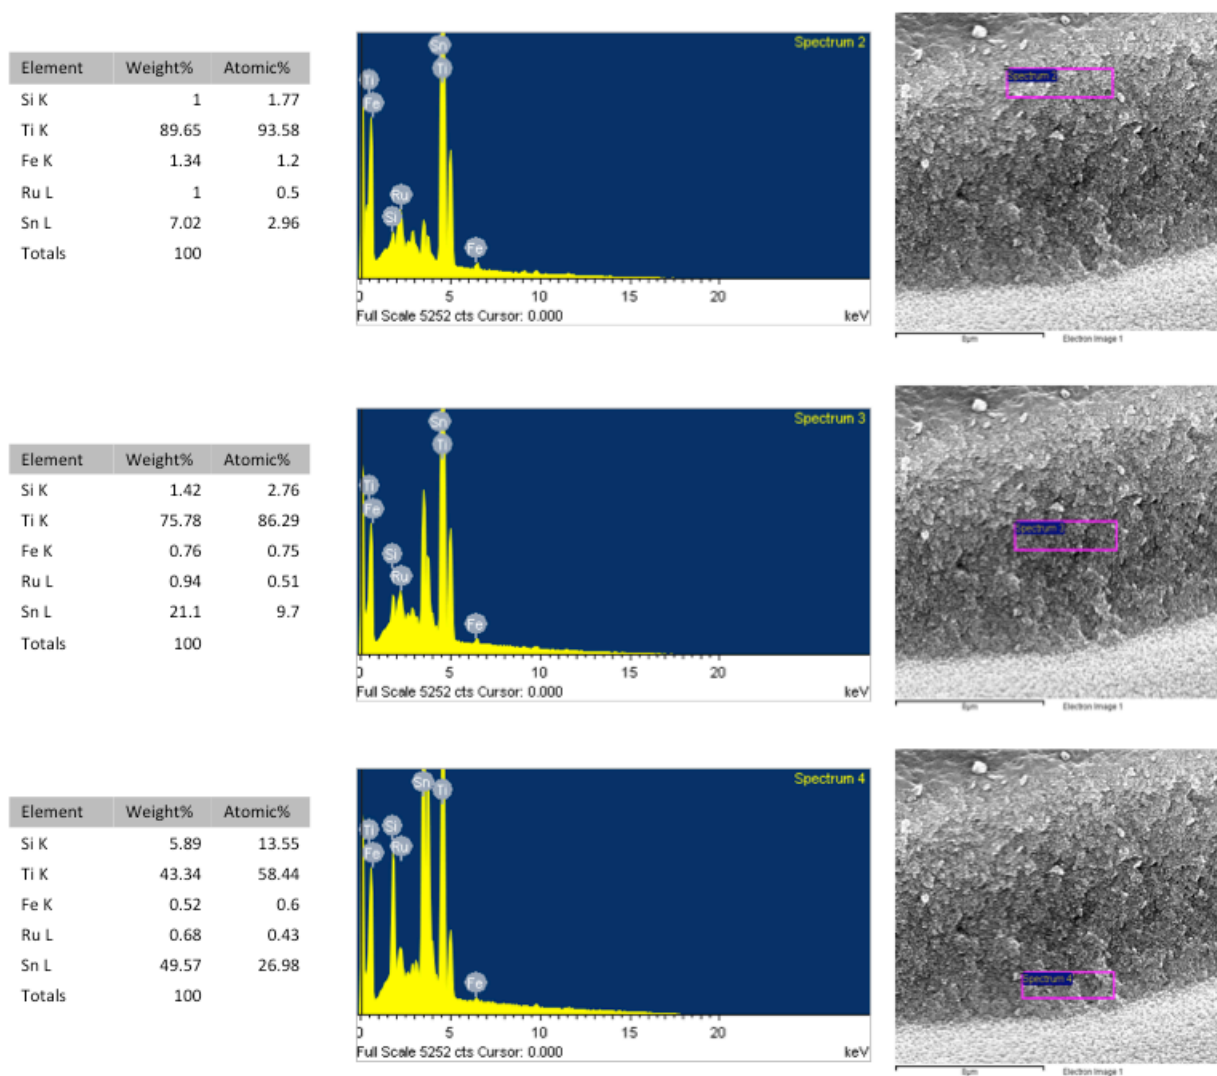 Element Weight% Atomic%
Si K 1 1.77
Ti K 89.65 93.58
Fe K 1.34 1.2
Ru L 1 0.5
Sn L 7.02 2.96
Totals 100
Spectrum 2
Sn
Ti
Ti
Fe
Ru
Si
Fe
0 5 10 15 20
Full Scale 5252 cts Cursor: 0.000 keV
Spectrum 2
8µm Electron Image 1
Element Weight% Atomic%
Si K 1.42 2.76
Ti K 75.78 86.29
Fe K 0.76 0.75
Ru L 0.94 0.51
Sn L 21.1 9.7
Totals 100
Spectrum 3
Sn
Ti
Ti
Fe
Si
Ru
Fe
0 5 10 15 20
Full Scale 5252 cts Cursor: 0.000 keV
Spectrum 3
8µm Electron Image 1
Element Weight% Atomic%
Si K 5.89 13.55
Ti K 43.34 58.44
Fe K 0.52 0.6
Ru L 0.68 0.43
Sn L 49.57 26.98
Totals 100
Spectrum 4
Sn
Ti
Ti
Si
Fe
Ru
Fe
0 5 10 15 20
Full Scale 5252 cts Cursor: 0.000 keV
Spectrum 4
8µm Electron Image 1